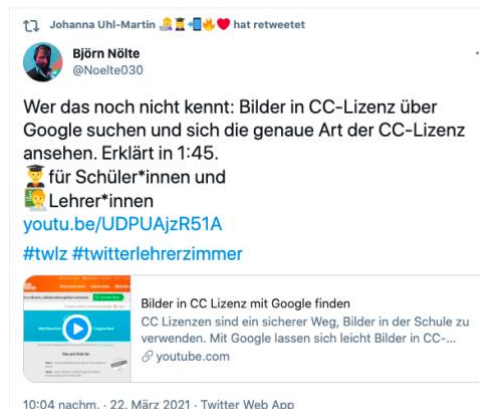 Johanna Uhl-Martin 👩‍🏫👩‍🎓📲🔥❤️ hat retweetet
Björn Nölte
@Noelte030
Wer das noch nicht kennt: Bilder in CC-Lizenz über
Google suchen und sich die genaue Art der CC-Lizenz
ansehen. Erklärt in 1:45.
👨‍🎓für Schüler*innen und
👩‍🏫Lehrer*innen
youtu.be/UDPUAjzR51A
#twlz #twitterlehrerzimmer
Bilder in CC Lizenz mit Google finden
CC Lizenzen sind ein sicherer Weg, Bilder in der Schule zu
verwenden. Mit Google lassen sich leicht Bilder in CC-...
youtube.com
10:04 nachm. · 22. März 2021 · Twitter Web App